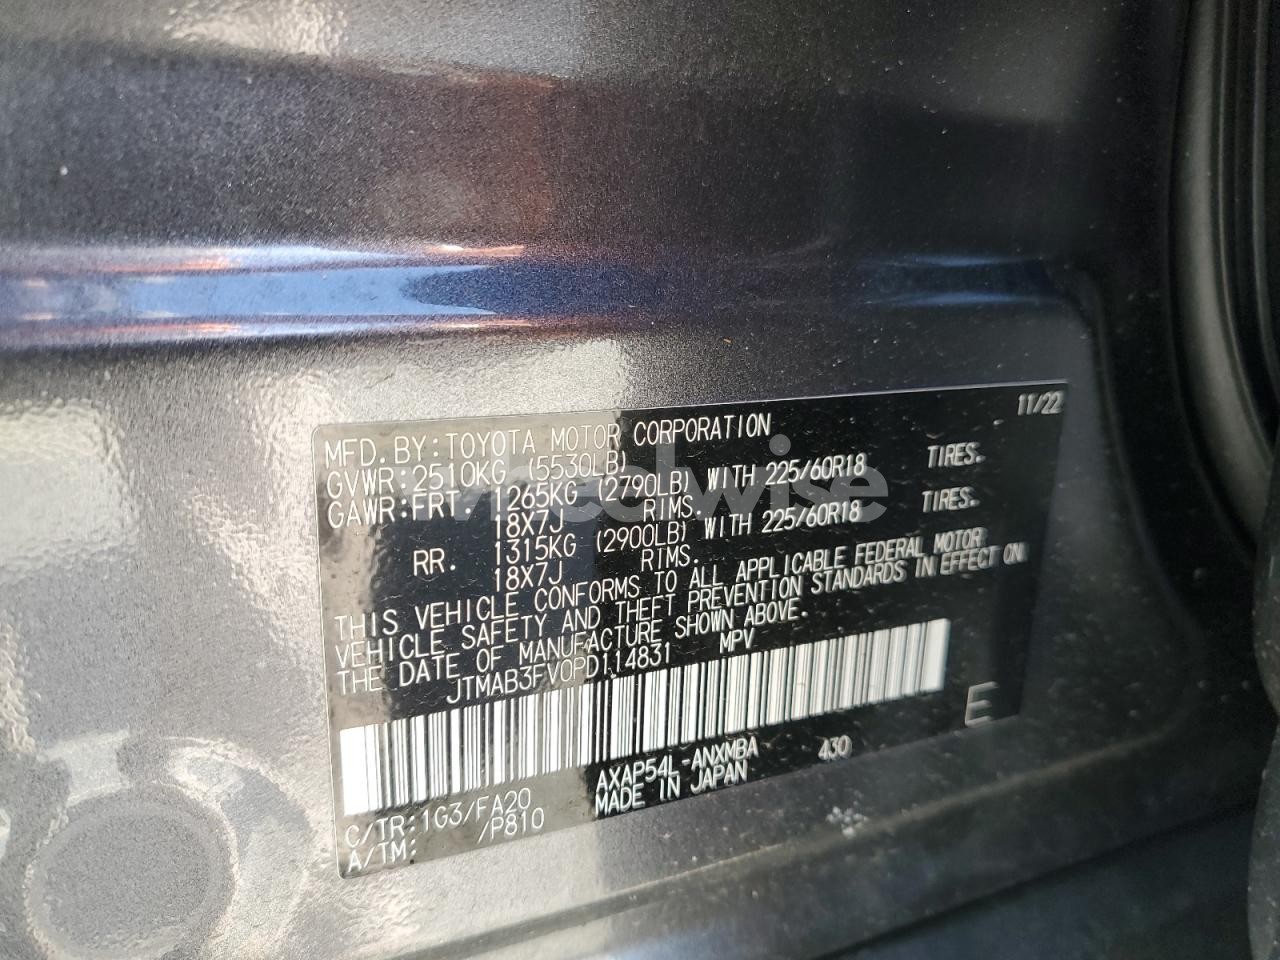 11/22
MFD. BY: TOYOTA MOTOR CORPORATION
GVWR: 2510KG (5530LB)
GAWR: FRT. 1265KG (2790LB) WITH 225/60R18 TIRES.
18X7J RIMS.
RR. 1315KG (2900LB) WITH 225/60R18 TIRES.
18X7J RIMS.
THIS VEHICLE CONFORMS TO ALL APPLICABLE FEDERAL MOTOR
VEHICLE SAFETY AND THEFT PREVENTION STANDARDS IN EFFECT ON
THE DATE OF MANUFACTURE SHOWN ABOVE.
JTMAB3FV0PD114831 MPV
E
C/TR: 1G3/FA20 AXAP54L-ANXMBA 430
A/TM: /P810 MADE IN JAPAN